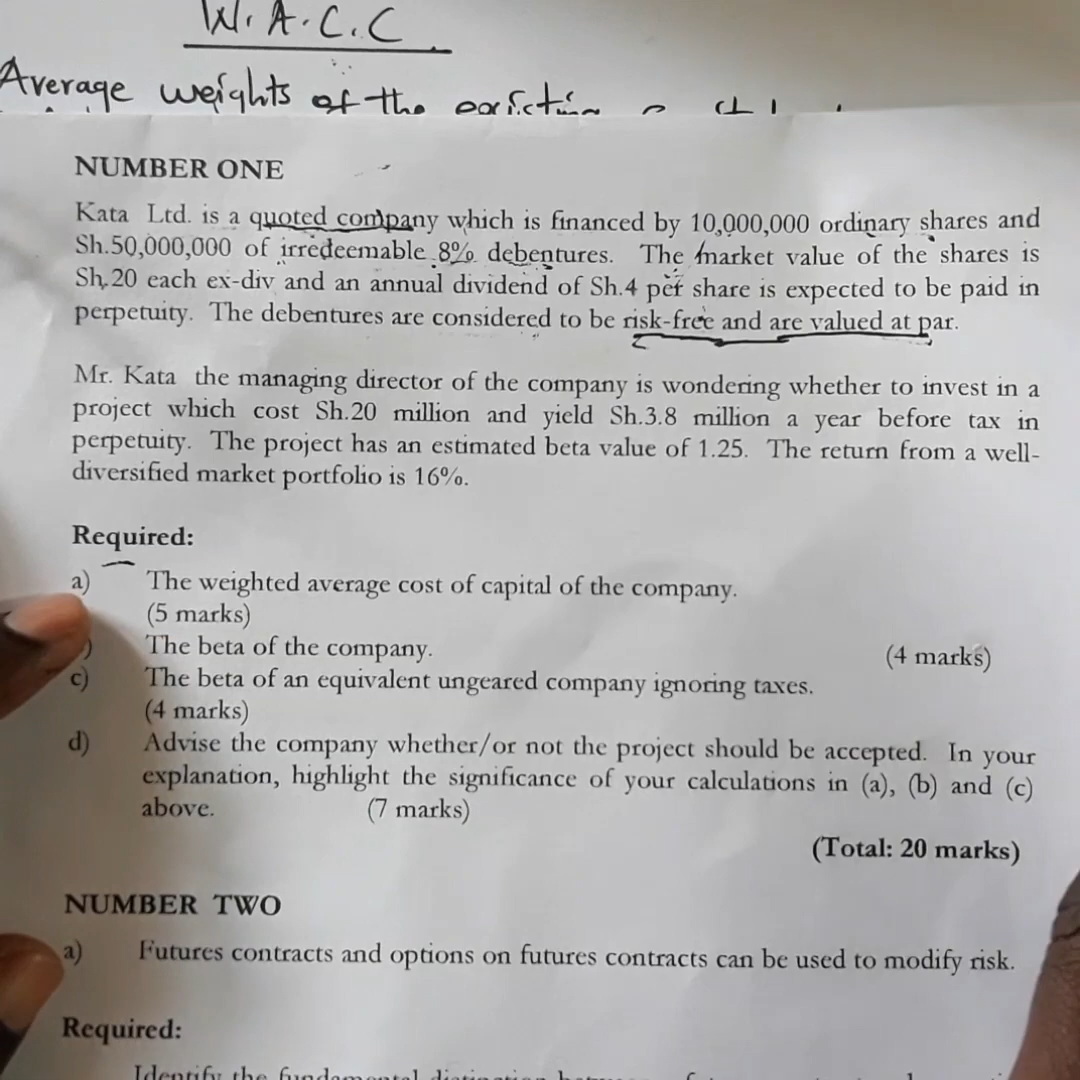 W.A.C.C
Average weights of the
NUMBER ONE
Kata Ltd. is a quoted company which is financed by 10,000,000 ordinary shares and
Sh.50,000,000 of irredeemable 8% debentures. The market value of the shares is
Sh.20 each ex-div and an annual dividend of Sh.4 per share is expected to be paid in
perpetuity. The debentures are considered to be risk-free and are valued at par.
Mr. Kata the managing director of the company is wondering whether to invest in a
project which cost Sh.20 million and yield Sh.3.8 million a year before tax in
perpetuity. The project has an estimated beta value of 1.25. The return from a well-
diversified market portfolio is 16%.
Required:
a) The weighted average cost of capital of the company.
(5 marks)
) The beta of the company. (4 marks)
c) The beta of an equivalent ungeared company ignoring taxes.
(4 marks)
d) Advise the company whether/or not the project should be accepted. In your
explanation, highlight the significance of your calculations in (a), (b) and (c)
above. (7 marks)
(Total: 20 marks)
NUMBER TWO
a) Futures contracts and options on futures contracts can be used to modify risk.
Required:
Identify the fundamental distinction